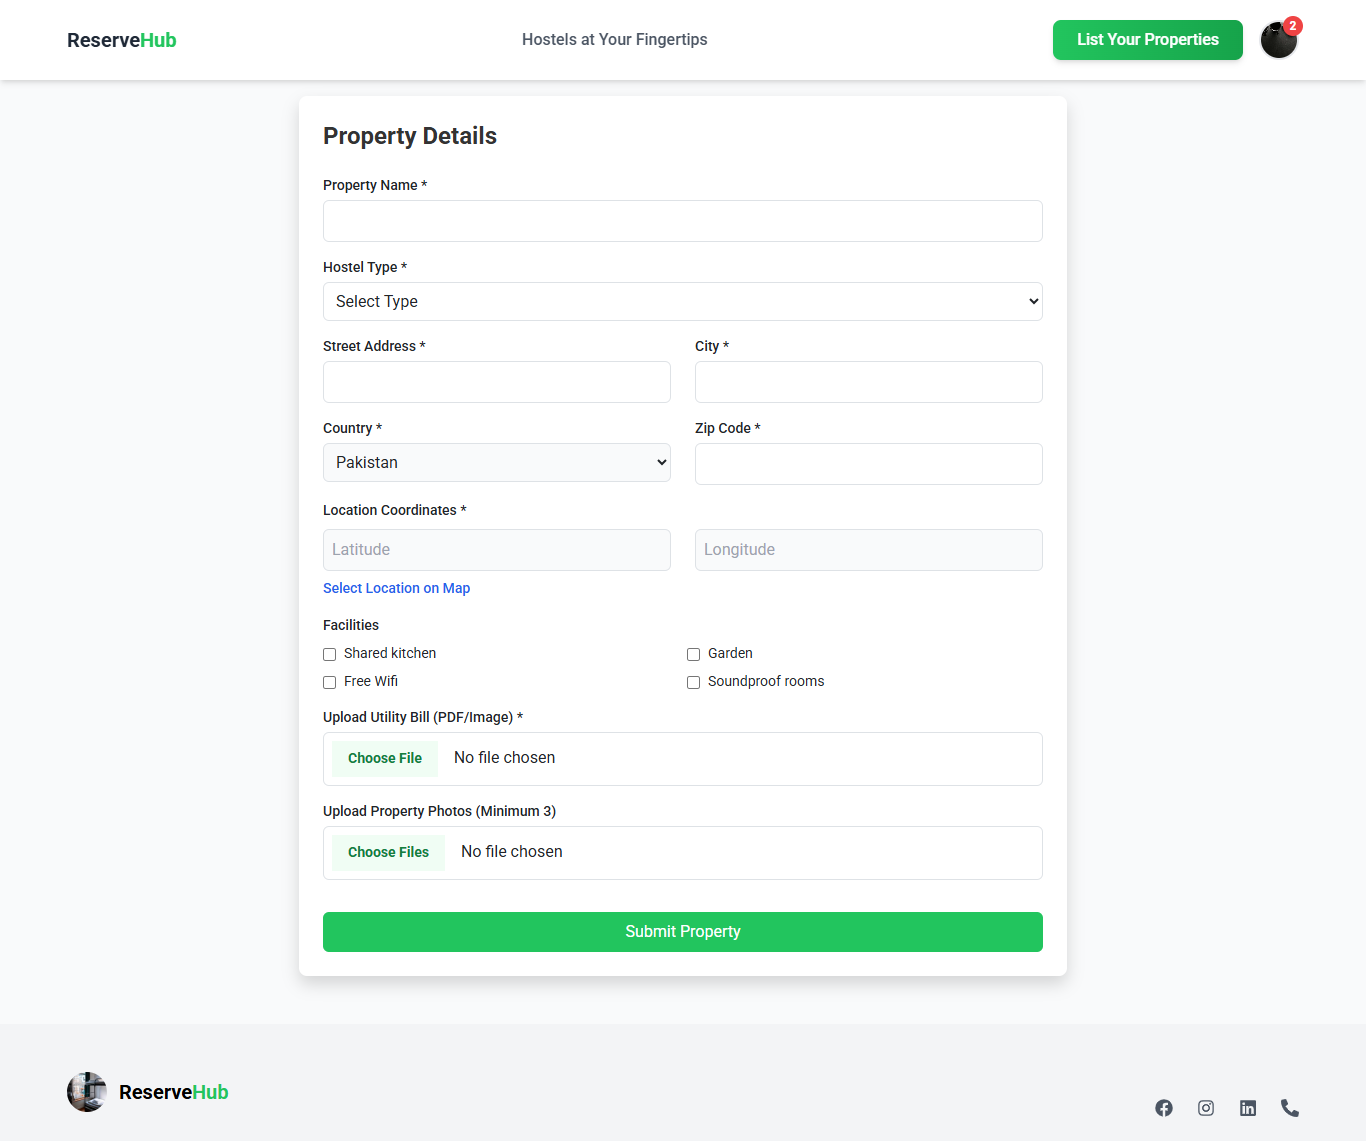 ReserveHub
Hostels at Your Fingertips
List Your Properties
2
Property Details
Property Name *
Hostel Type *
Select Type
Street Address *
City *
Country *
Zip Code *
Pakistan
Location Coordinates *
Latitude
Longitude
Select Location on Map
Facilities
Shared kitchen
Garden
Free Wifi
Soundproof rooms
Upload Utility Bill (PDF/Image) *
Choose File No file chosen
Upload Property Photos (Minimum 3)
Choose Files No file chosen
Submit Property
ReserveHub